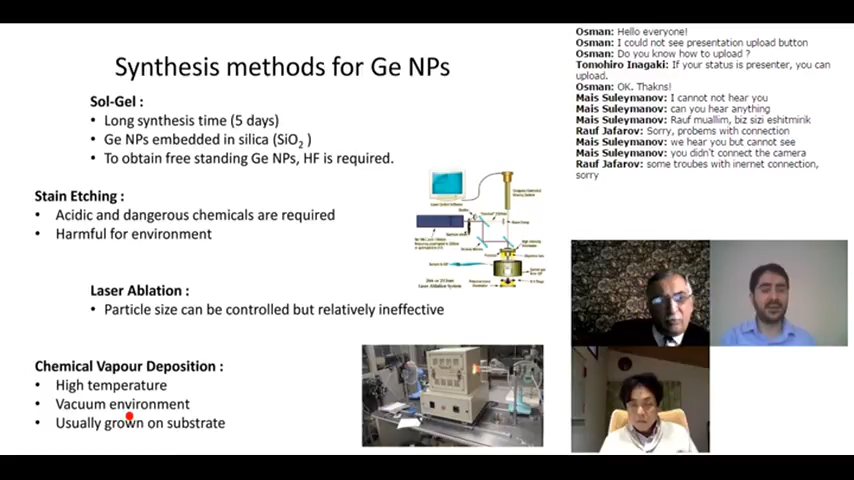 Synthesis methods for Ge NPs
Sol-Gel :
• Long synthesis time (5 days)
• Ge NPs embedded in silica (SiO2 )
• To obtain free standing Ge NPs, HF is required.
Stain Etching :
• Acidic and dangerous chemicals are required
• Harmful for environment
Laser Ablation :
• Particle size can be controlled but relatively ineffective
Chemical Vapour Deposition :
• High temperature
• Vacuum environment
• Usually grown on substrate
Laser Ablation System
Osman: Hello everyone!
Osman: I could not see presentation upload button
Osman: Do you know how to upload ?
Tomohiro Inagaki: If your status is presenter, you can
upload.
Osman: OK. Thakns!
Mais Suleymanov: I cannot not hear you
Mais Suleymanov: can you hear anything
Mais Suleymanov: Rauf muallim, biz sizi eshitmirik
Rauf Jafarov: Sorry, probems with connection
Mais Suleymanov: we hear you but cannot see
Mais Suleymanov: you didn't connect the camera
Rauf Jafarov: some troubes with inernet connection,
sorry